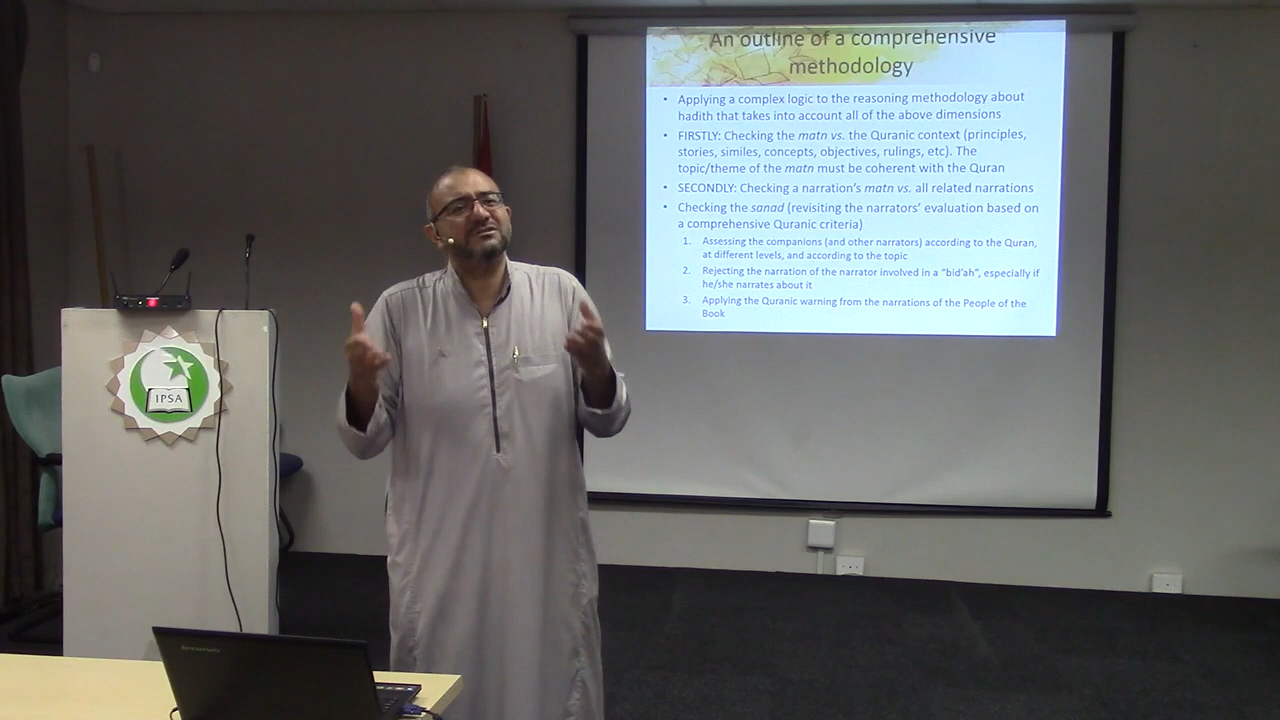 An outline of a comprehensive
methodology
• Applying a complex logic to the reasoning methodology about
hadith that takes into account all of the above dimensions
• FIRSTLY: Checking the matn vs. the Quranic context (principles,
stories, similes, concepts, objectives, rulings, etc). The
topic/theme of the matn must be coherent with the Quran
• SECONDLY: Checking a narration's matn vs. all related narrations
• Checking the sanad (revisiting the narrators' evaluation based on
a comprehensive Quranic criteria)
1. Assessing the companions (and other narrators) according to the Quran,
at different levels, and according to the topic
2. Rejecting the narration of the narrator involved in a "bid'ah", especially if
he/she narrates about it
3. Applying the Quranic warning from the narrations of the People of the
Book
IPSA
lenovo